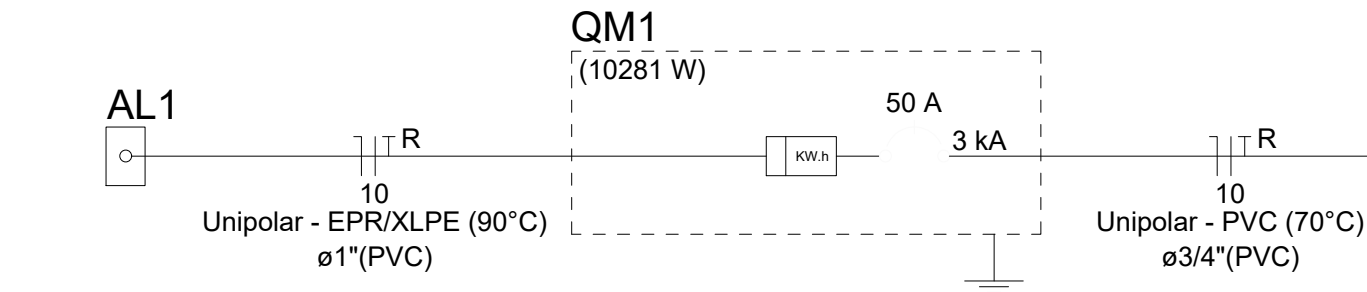 QM1
(10281 W)
AL1
50 A
R
KW.h
3 kA
R
10
Unipolar - EPR/XLPE (90°C)
ø1"(PVC)
10
Unipolar - PVC (70°C)
ø3/4"(PVC)